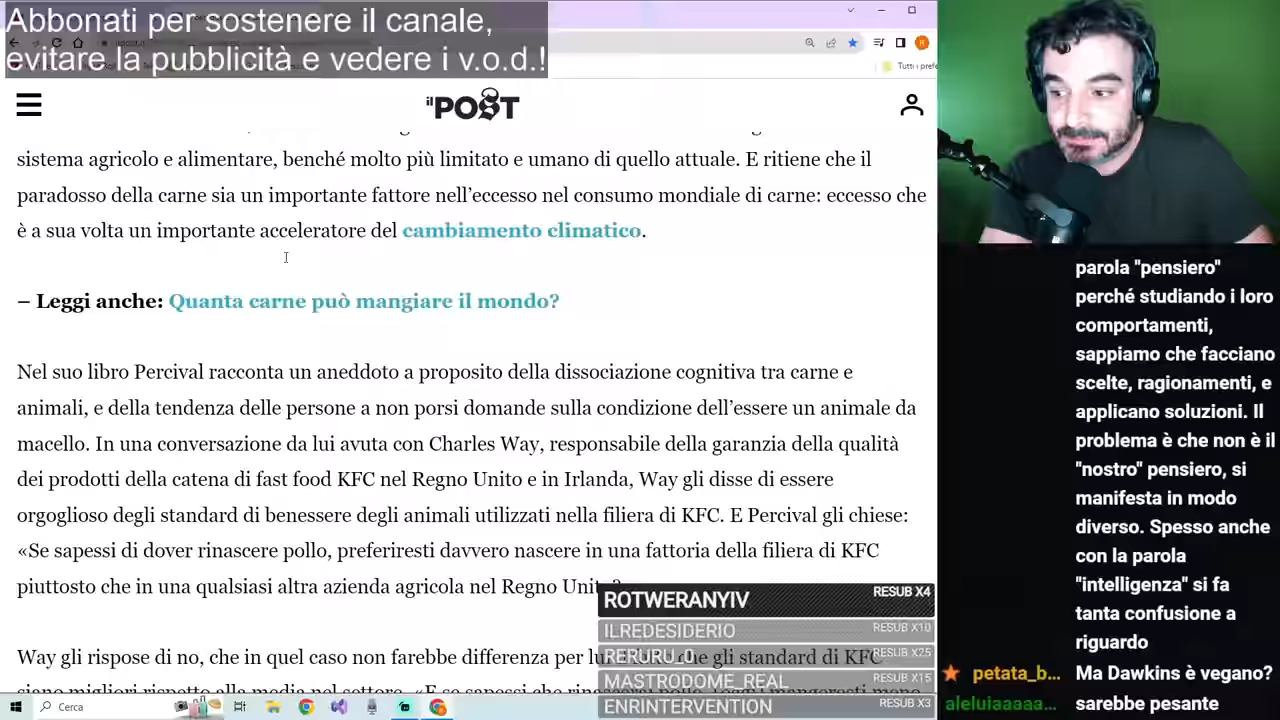 Abbonati per sostenere il canale,
evitare la pubblicità e vedere i v.o.d.!
il POST
sistema agricolo e alimentare, benché molto più limitato e umano di quello attuale. E ritiene che il
paradosso della carne sia un importante fattore nell'eccesso nel consumo mondiale di carne: eccesso che
è a sua volta un importante acceleratore del cambiamento climatico.
– Leggi anche: Quanta carne può mangiare il mondo?
Nel suo libro Percival racconta un aneddoto a proposito della dissociazione cognitiva tra carne e
animali, e della tendenza delle persone a non porsi domande sulla condizione dell'essere un animale da
macello. In una conversazione da lui avuta con Charles Way, responsabile della garanzia della qualità
dei prodotti della catena di fast food KFC nel Regno Unito e in Irlanda, Way gli disse di essere
orgoglioso degli standard di benessere degli animali utilizzati nella filiera di KFC. E Percival gli chiese:
«Se sapessi di dover rinascere pollo, preferiresti davvero nascere in una fattoria della filiera di KFC
piuttosto che in una qualsiasi altra azienda agricola nel Regno
Way gli rispose di no, che in quel caso non farebbe differenza per
che gli standard di KFC
ROTWERANYIV RESUB X4
ILREDESIDERIO RESUB X10
RERURU_0 RESUB X25
MASTRODOME_REAL RESUB X15
ENRINTERVENTION RESUB X3
parola "pensiero"
perché studiando i loro
comportamenti,
sappiamo che facciano
scelte, ragionamenti, e
applicano soluzioni. Il
problema è che non è il
"nostro" pensiero, si
manifesta in modo
diverso. Spesso anche
con la parola
"intelligenza" si fa
tanta confusione a
riguardo
petata_b... Ma Dawkins è vegano?
aleluiaaaaa... sarebbe pesante
Cerca